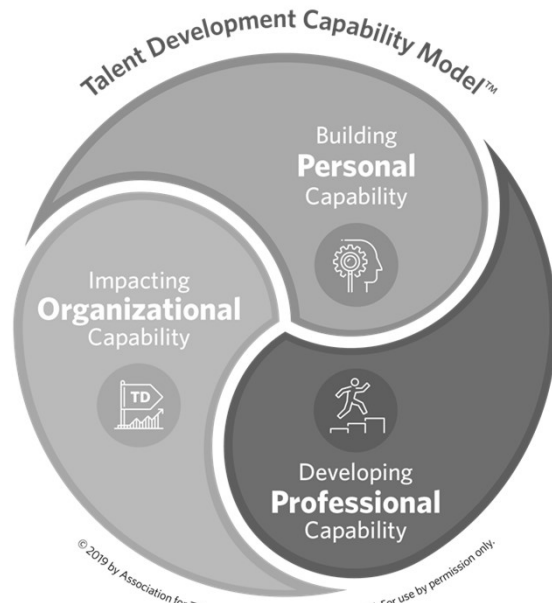 Talent Development Capability Model™
Building
Personal
Capability
Impacting
Organizational
Capability
TD
Developing
Professional
Capability
© 2019 by Association for
For use by permission only.